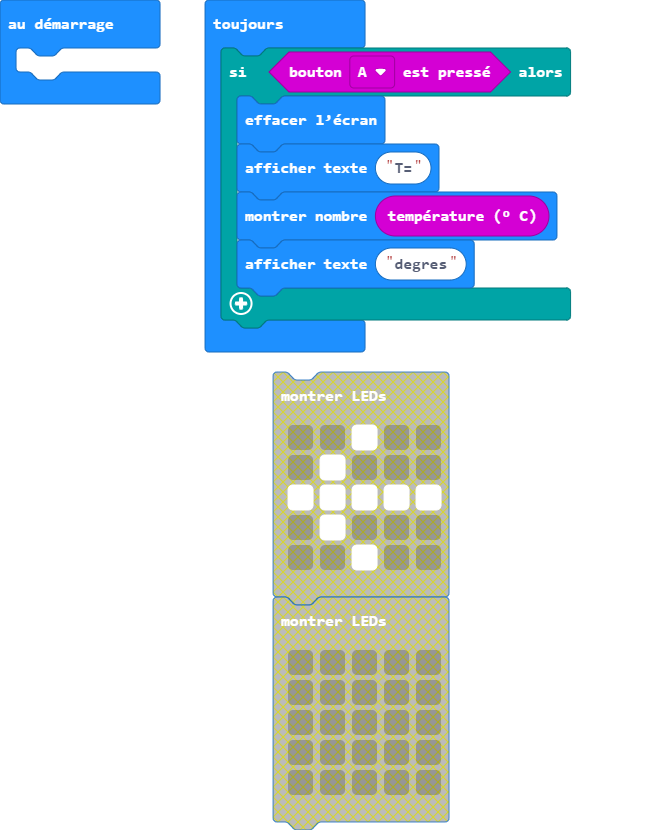 au démarrage
toujours
si bouton A est pressé alors
effacer l'écran
afficher texte "T="
montrer nombre température (º C)
afficher texte "degres"
montrer LEDs
montrer LEDs